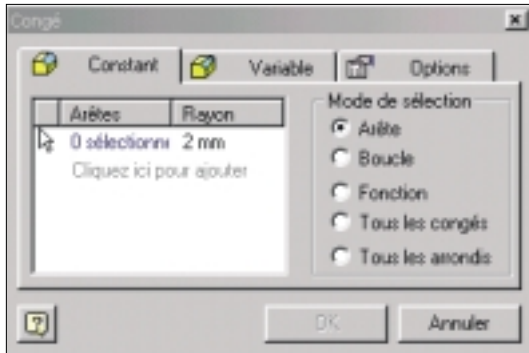 Congé
Constant Variable Options
Arêtes Rayon
0 sélectionné 2 mm
Cliquez ici pour ajouter
Mode de sélection
Arête
Boucle
Fonction
Tous les congés
Tous les arrondis
OK Annuler